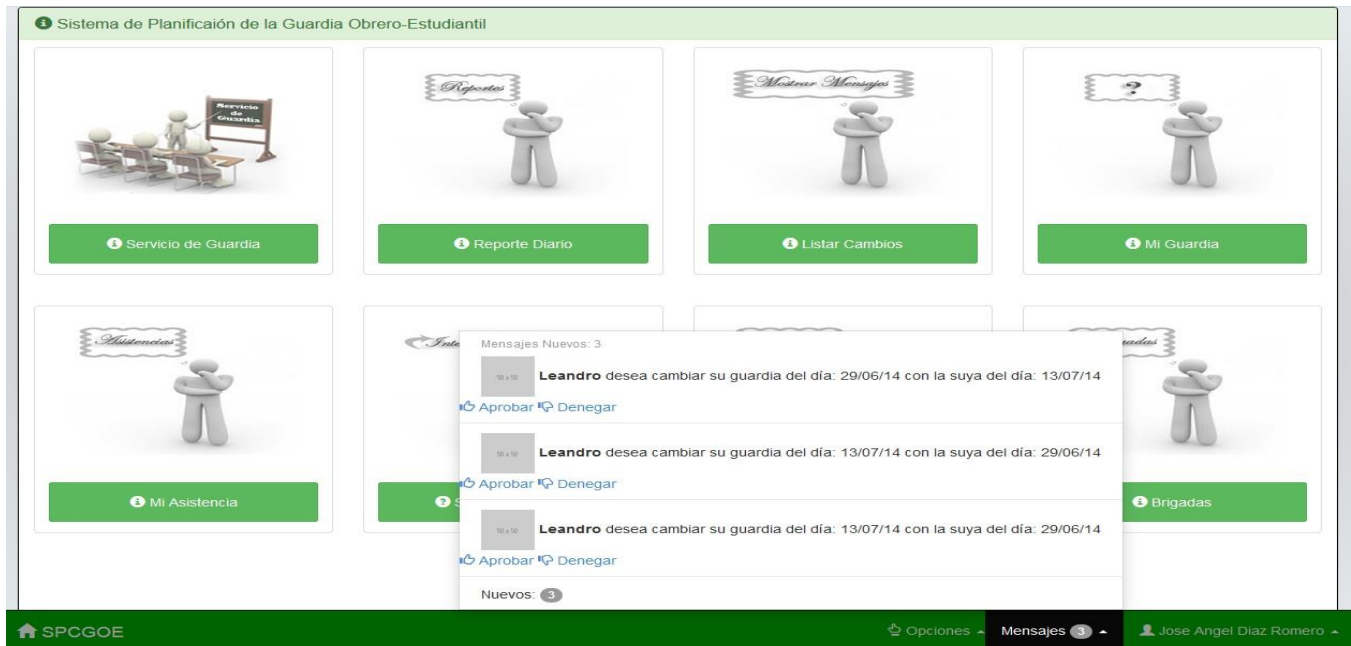 Sistema de Planificaión de la Guardia Obrero-Estudiantil
Servicio
de
Guardia
Reportes
Mostrar Mensajes
?
Servicio de Guardia
Reporte Diario
Listar Cambios
Mi Guardia
Asistencias
Inte
nadas
Mensajes Nuevos: 3
50 x 50
Leandro desea cambiar su guardia del día: 29/06/14 con la suya del día: 13/07/14
Aprobar Denegar
50 x 50
Leandro desea cambiar su guardia del día: 13/07/14 con la suya del día: 29/06/14
Aprobar Denegar
50 x 50
Leandro desea cambiar su guardia del día: 13/07/14 con la suya del día: 29/06/14
Aprobar Denegar
Nuevos: 3
Mi Asistencia
S
Brigadas
SPCGOE
Opciones
Mensajes 3
Jose Angel Diaz Romero